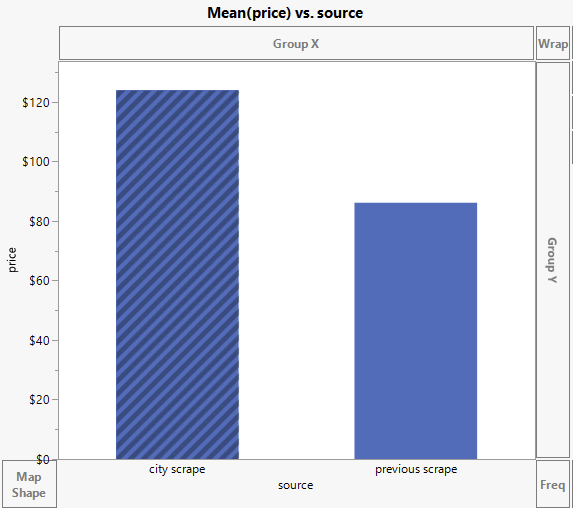 Mean(price) vs. source
Group X
Wrap
$120
$100
$80
$60
$40
$20
$0
price
Group Y
city scrape
previous scrape
source
Map
Shape
Freq